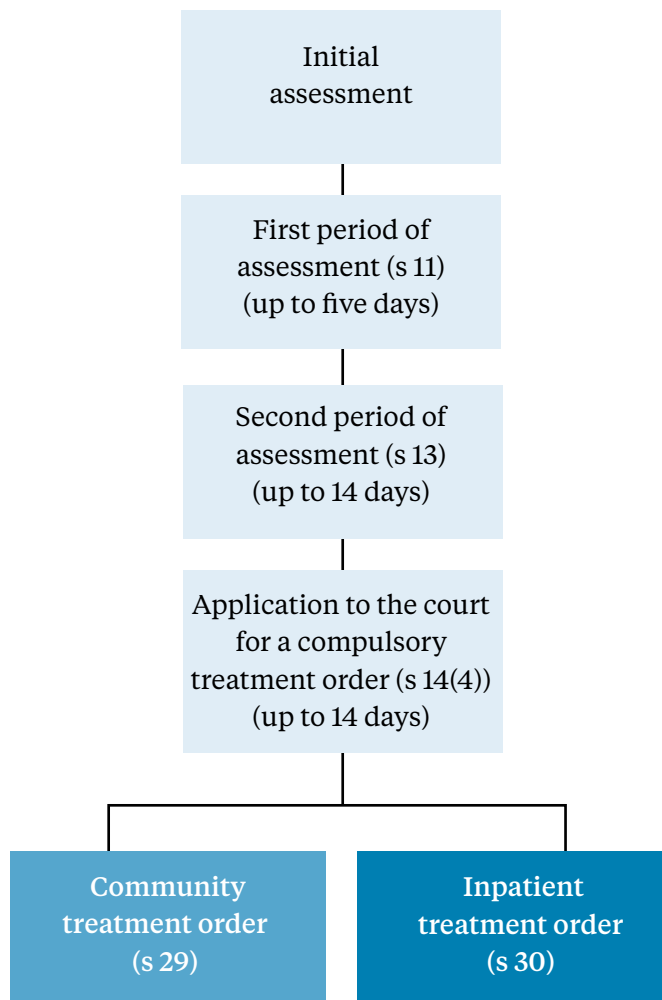 Initial
assessment
First period of
assessment (s 11)
(up to five days)
Second period of
assessment (s 13)
(up to 14 days)
Application to the court
for a compulsory
treatment order (s 14(4))
(up to 14 days)
Community
treatment order
(s 29)
Inpatient
treatment order
(s 30)